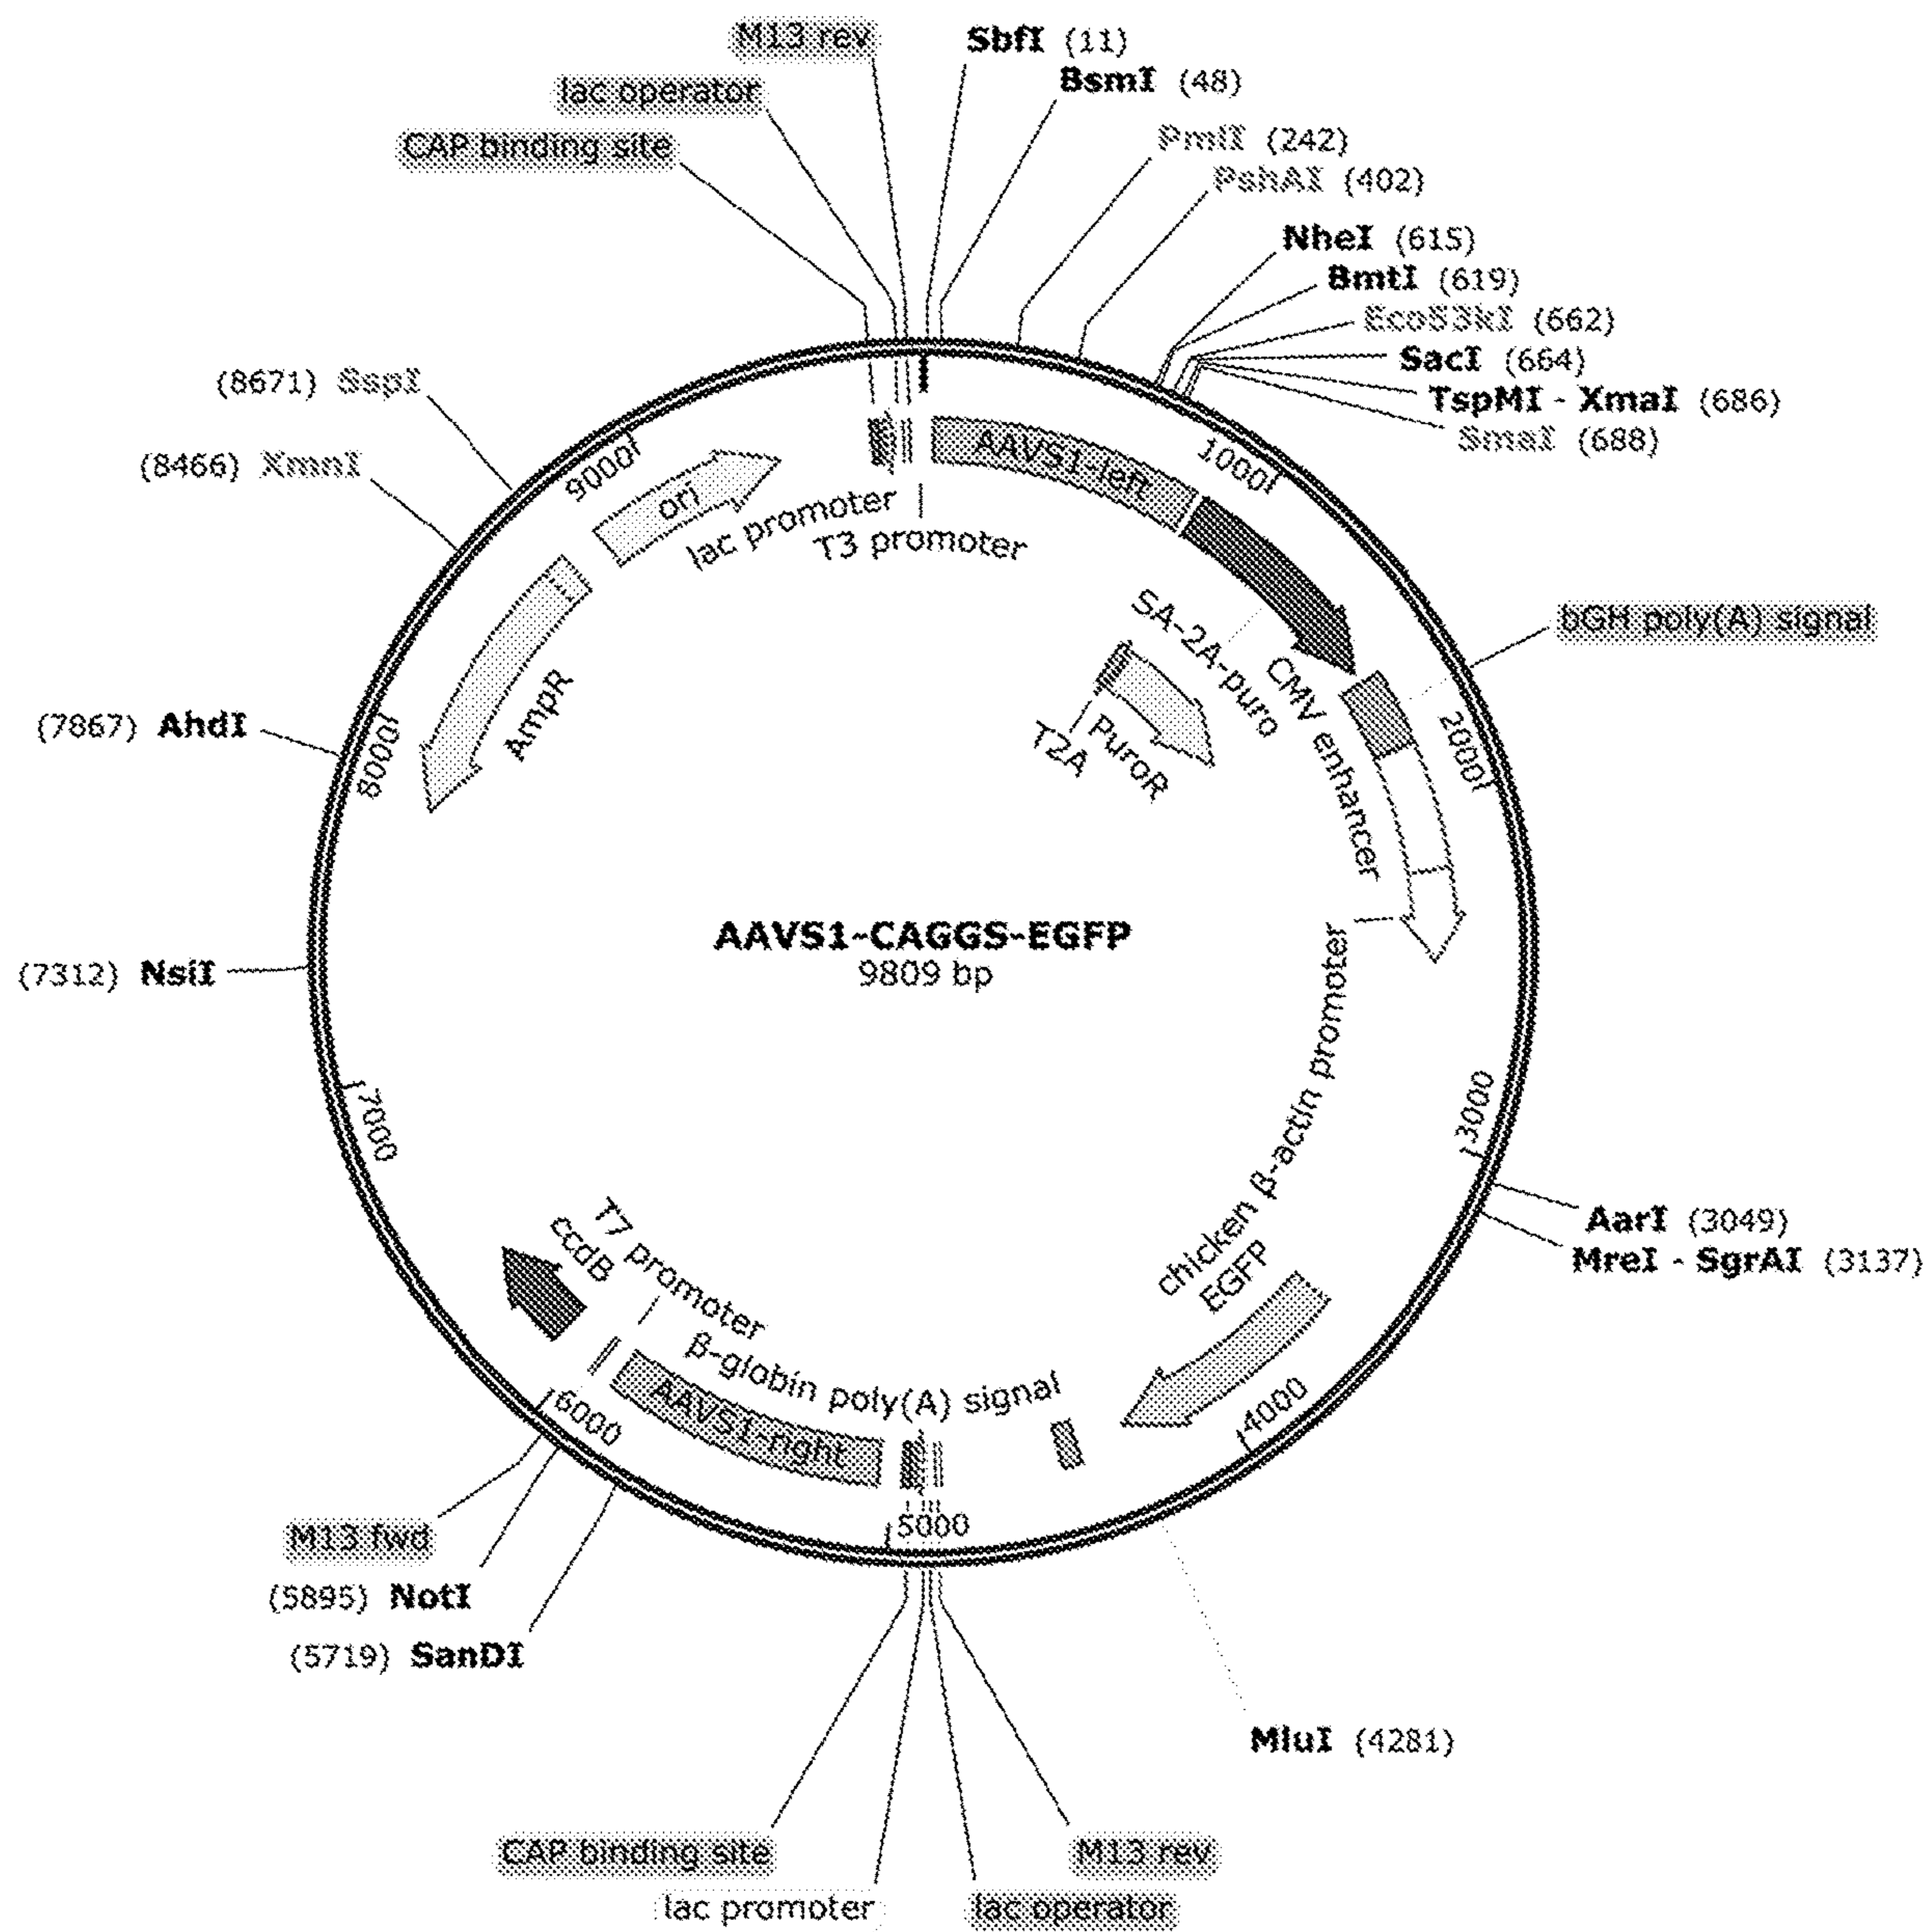 M13 rev
SbfI (11)
lac operator
BsmI (48)
CAP binding site
PmlI (242)
PshAI (402)
NheI (615)
BmtI (619)
Eco53kI (662)
SacI (664)
TspMI - XmaI (686)
SmaI (688)
(8671) SspI
(8466) XmnI
9000
ori
lac promoter
T3 promoter
AAVS1-left
1000
SA-2A-puro
bGH poly(A) signal
T2A
PuroR
CMV enhancer
2000
AmpR
(7867) AhdI
8000
AAVS1-CAGGS-EGFP
9809 bp
(7312) NsiI
chicken β-actin promoter
3000
7000
AarI (3049)
MreI - SgrAI (3137)
EGFP
T7 promoter
ccdB
β-globin poly(A) signal
AAVS1-right
4000
6000
5000
M13 fwd
(5895) NotI
(5719) SanDI
MluI (4281)
CAP binding site
M13 rev
lac promoter
lac operator